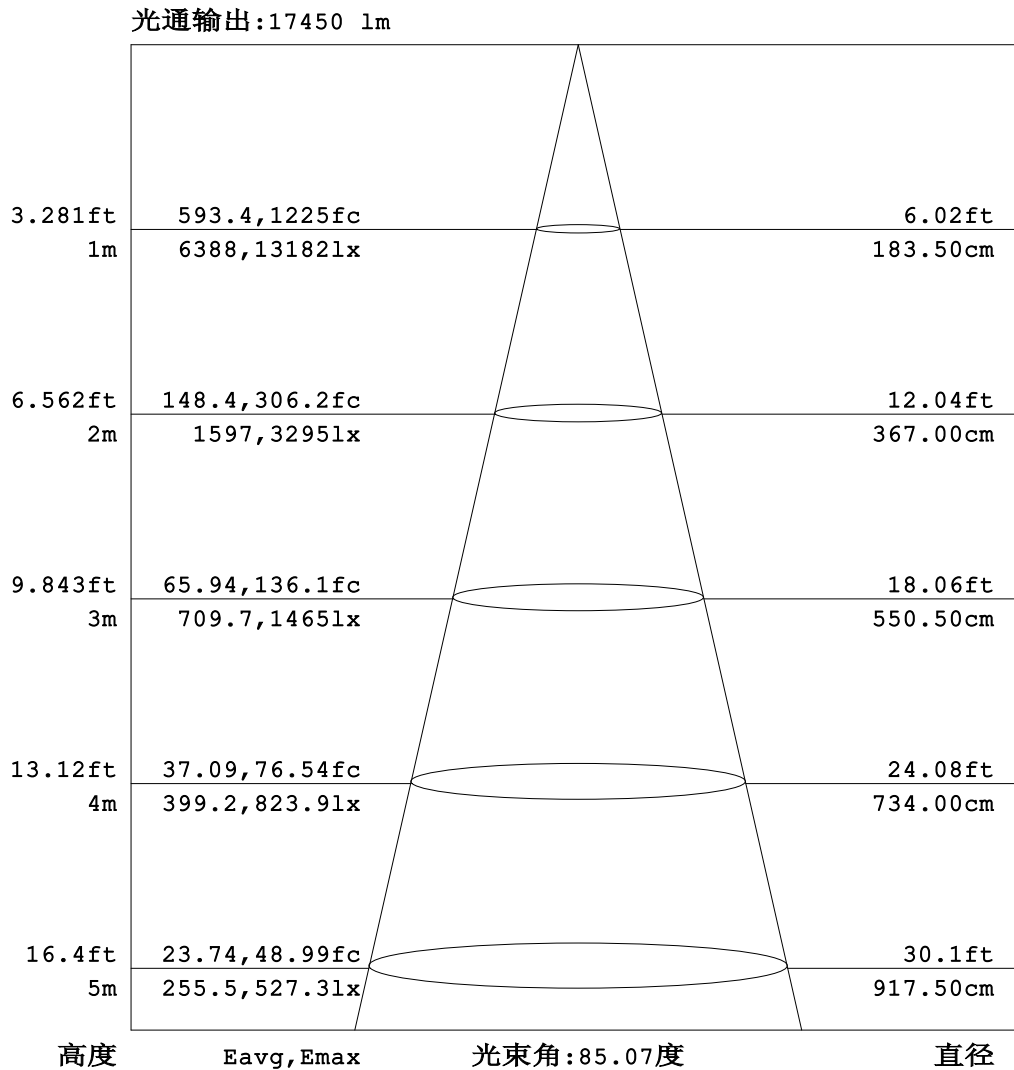 光通输出:17450 lm
3.281ft 593.4,1225fc 6.02ft
1m 6388,13182lx 183.50cm
6.562ft 148.4,306.2fc 12.04ft
2m 1597,3295lx 367.00cm
9.843ft 65.94,136.1fc 18.06ft
3m 709.7,1465lx 550.50cm
13.12ft 37.09,76.54fc 24.08ft
4m 399.2,823.9lx 734.00cm
16.4ft 23.74,48.99fc 30.1ft
5m 255.5,527.3lx 917.50cm
高度 Eavg,Emax 光束角:85.07度 直径